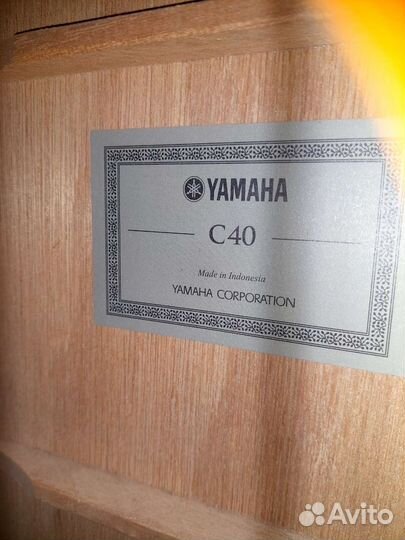 YAMAHA
C40
Made in Indonesia
YAMAHA CORPORATION
Avito